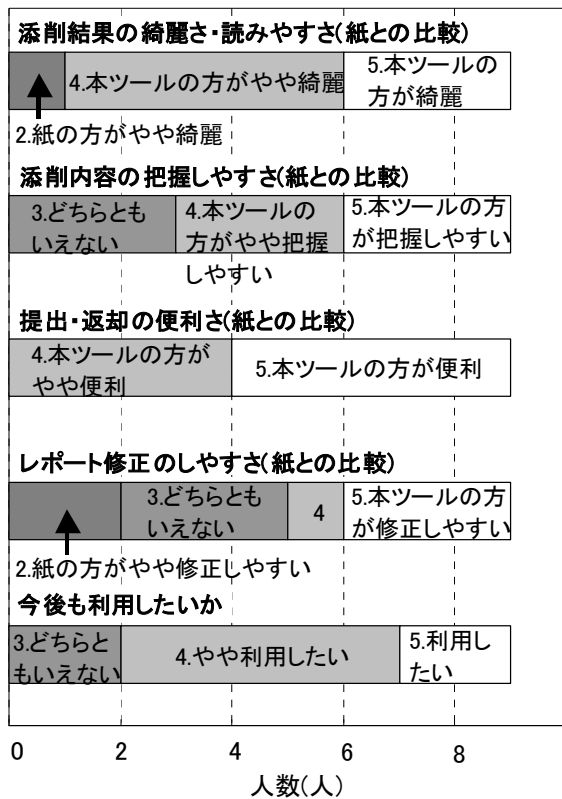 添削結果の綺麗さ・読みやすさ(紙との比較)
4.本ツールの方がやや綺麗
5.本ツールの
方が綺麗
2.紙の方がやや綺麗
添削内容の把握しやすさ(紙との比較)
3.どちらとも
いえない
4.本ツールの
方がやや把握
しやすい
5.本ツールの方
が把握しやすい
提出・返却の便利さ(紙との比較)
4.本ツールの方が
やや便利
5.本ツールの方が便利
レポート修正のしやすさ(紙との比較)
3.どちらとも
いえない
4
5.本ツールの方
が修正しやすい
2.紙の方がやや修正しやすい
今後も利用したいか
3.どちらと
もいえない
4.やや利用したい
5.利用し
たい
0 2 4 6 8
人数(人)